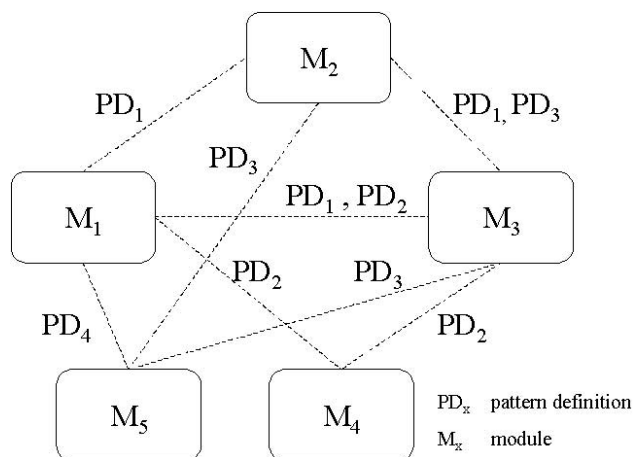 M₂
PD₁
PD₁, PD₃
PD₃
M₁
PD₁ , PD₂
M₃
PD₂
PD₃
PD₄
PD₂
M₅
M₄
PDₓ pattern definition
Mₓ module